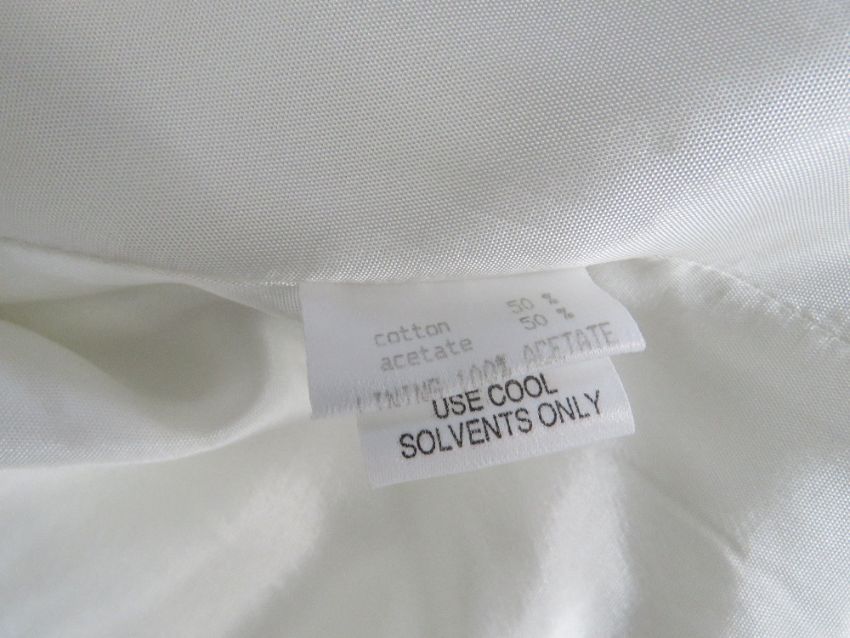 cotton 50 %
acetate 50 %
LINING 100% ACETATE
USE COOL
SOLVENTS ONLY